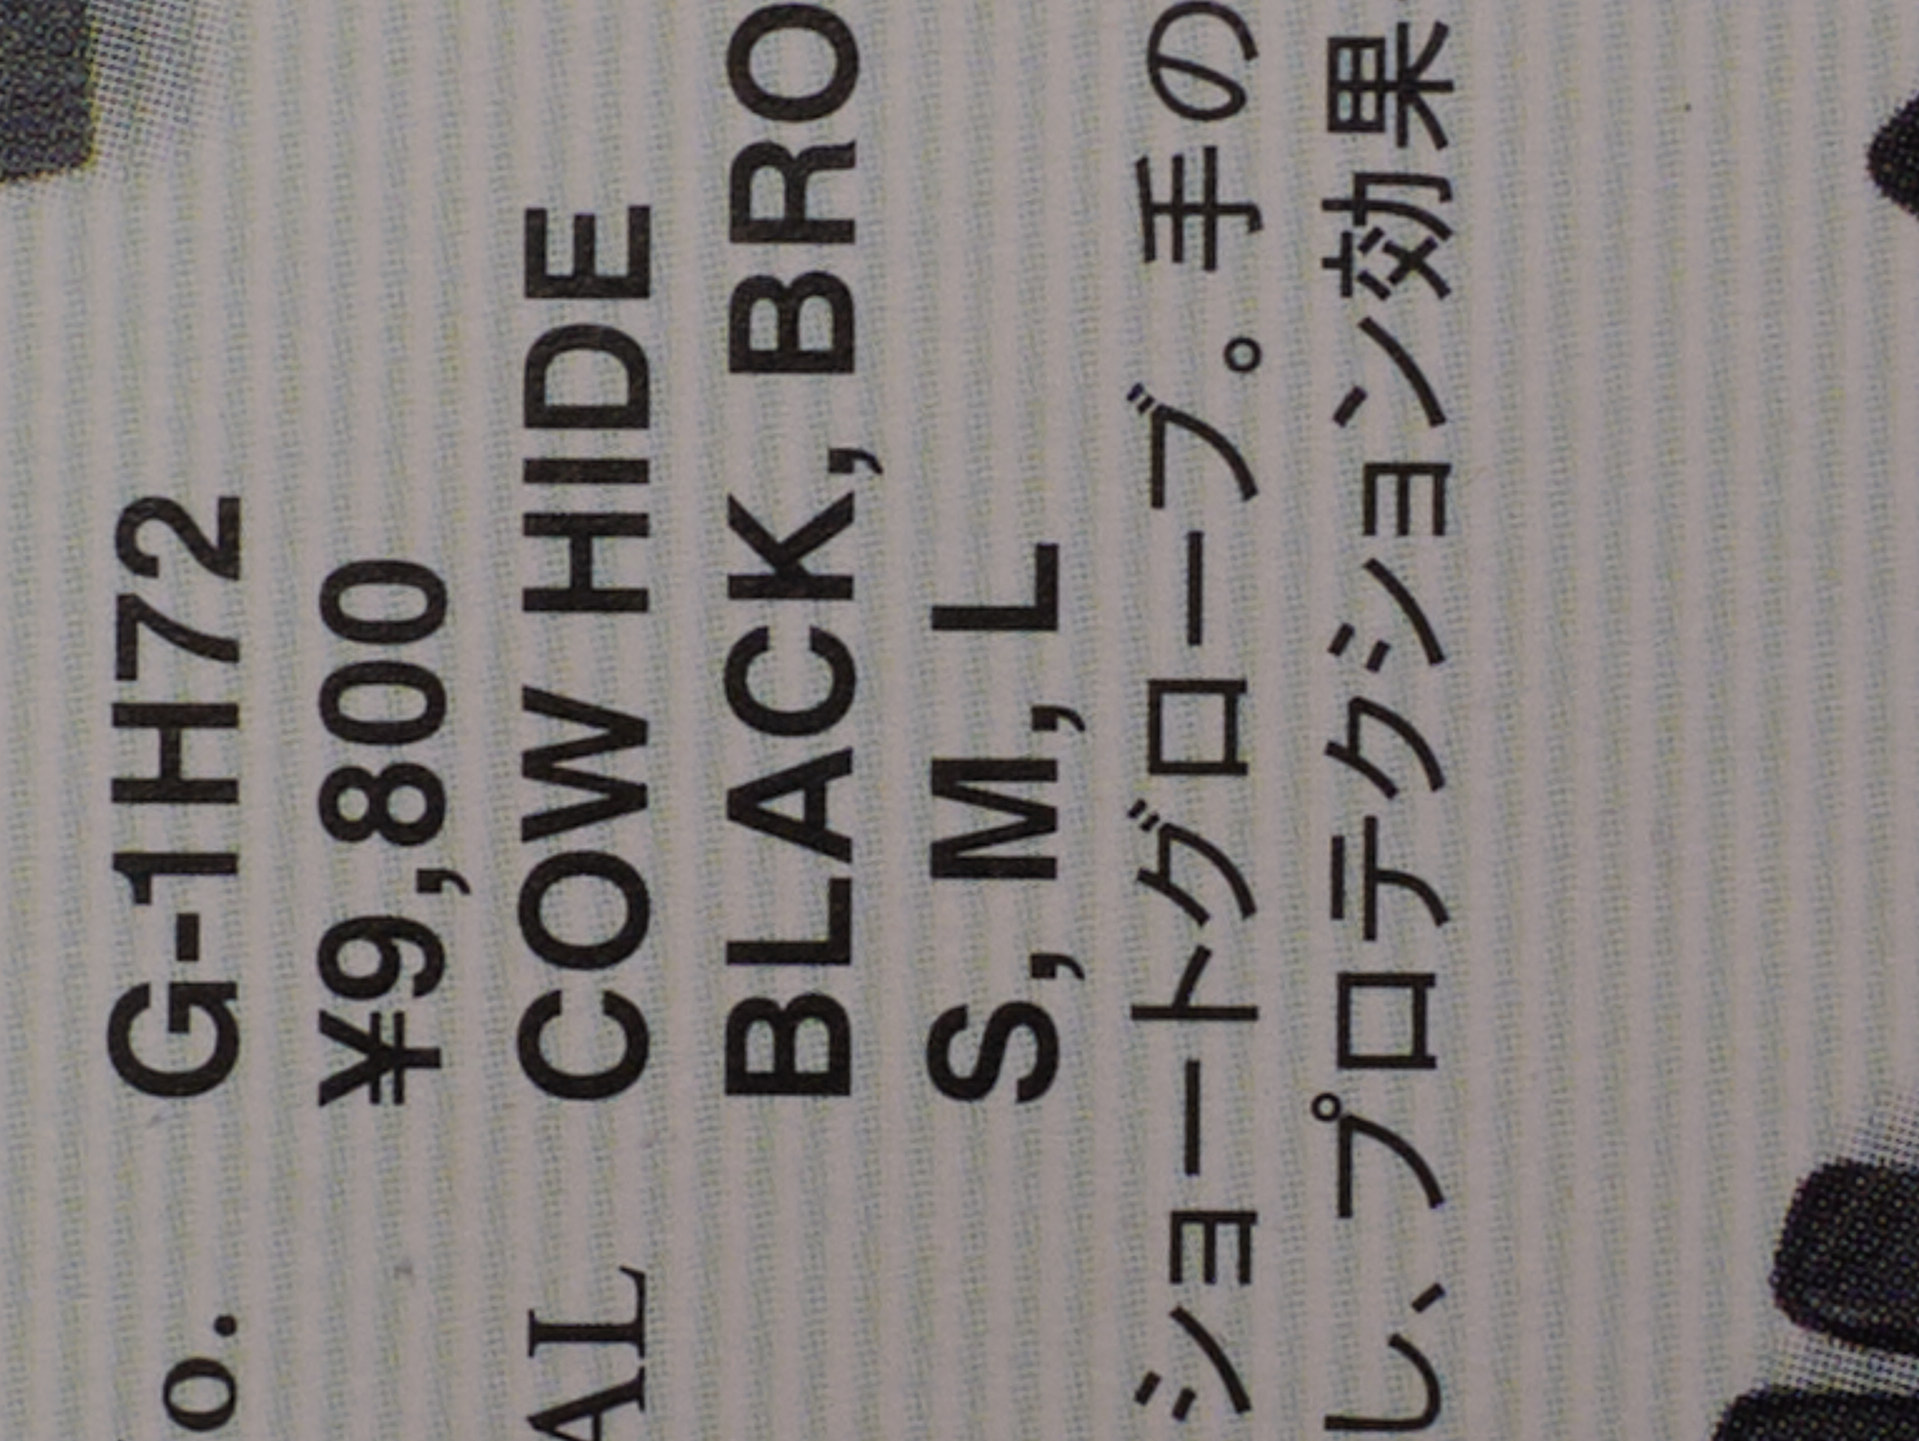 o. G-1H72
¥9,800
AL COW HIDE
BLACK, BRO
S, M, L
ショートグローブ。手の
し、プロテクション効果